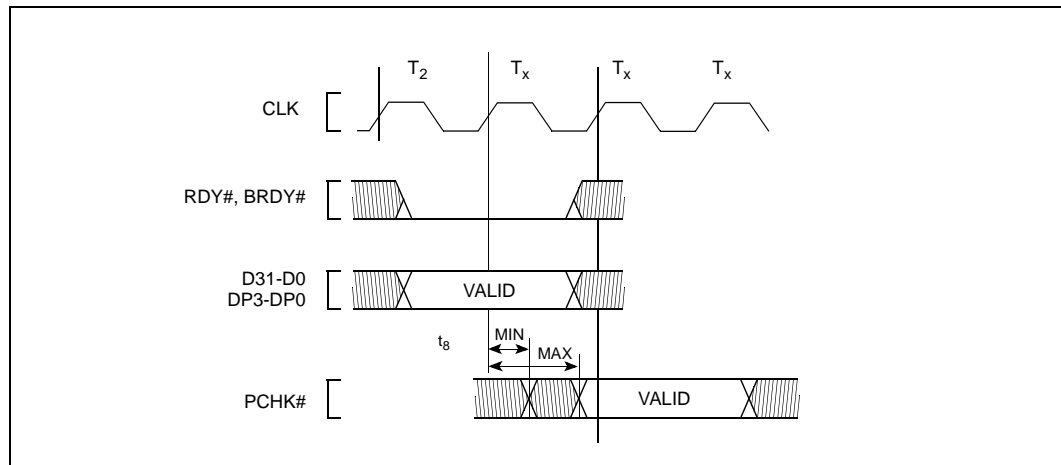 T2 Tx Tx Tx
CLK
RDY#, BRDY#
D31-D0
DP3-DP0
VALID
t8
MIN
MAX
PCHK#
VALID